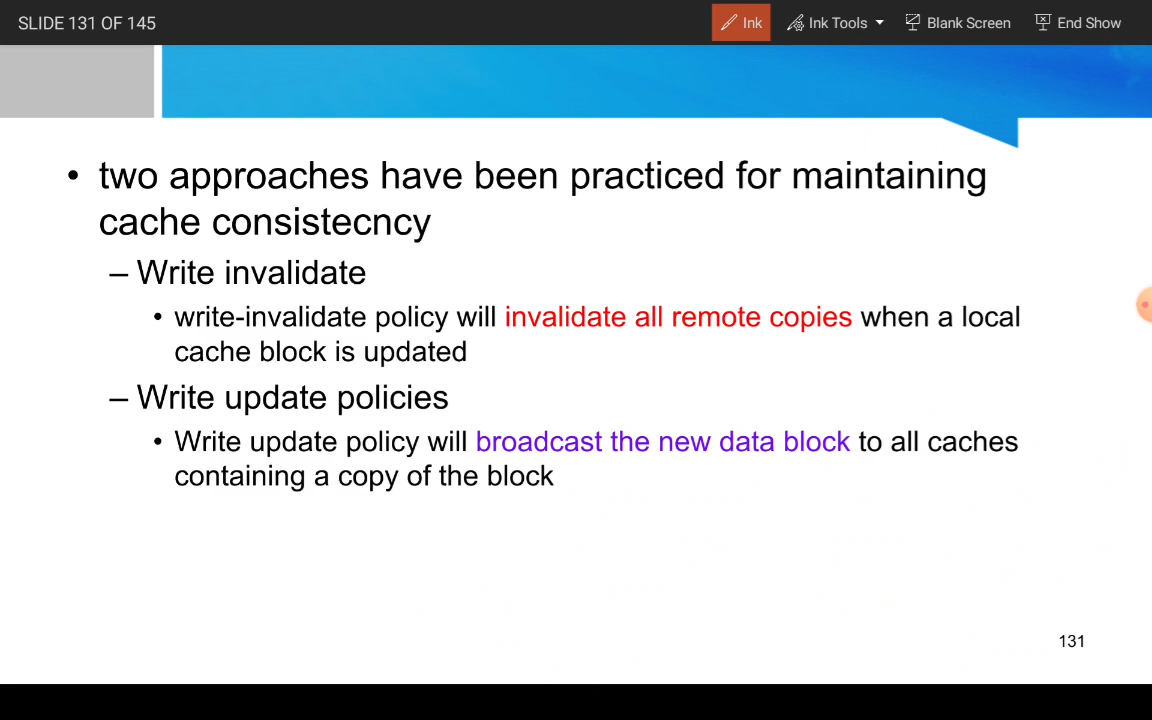 SLIDE 131 OF 145
Ink
Ink Tools
Blank Screen
End Show
• two approaches have been practiced for maintaining
cache consistecncy
– Write invalidate
• write-invalidate policy will invalidate all remote copies when a local
cache block is updated
– Write update policies
• Write update policy will broadcast the new data block to all caches
containing a copy of the block
131